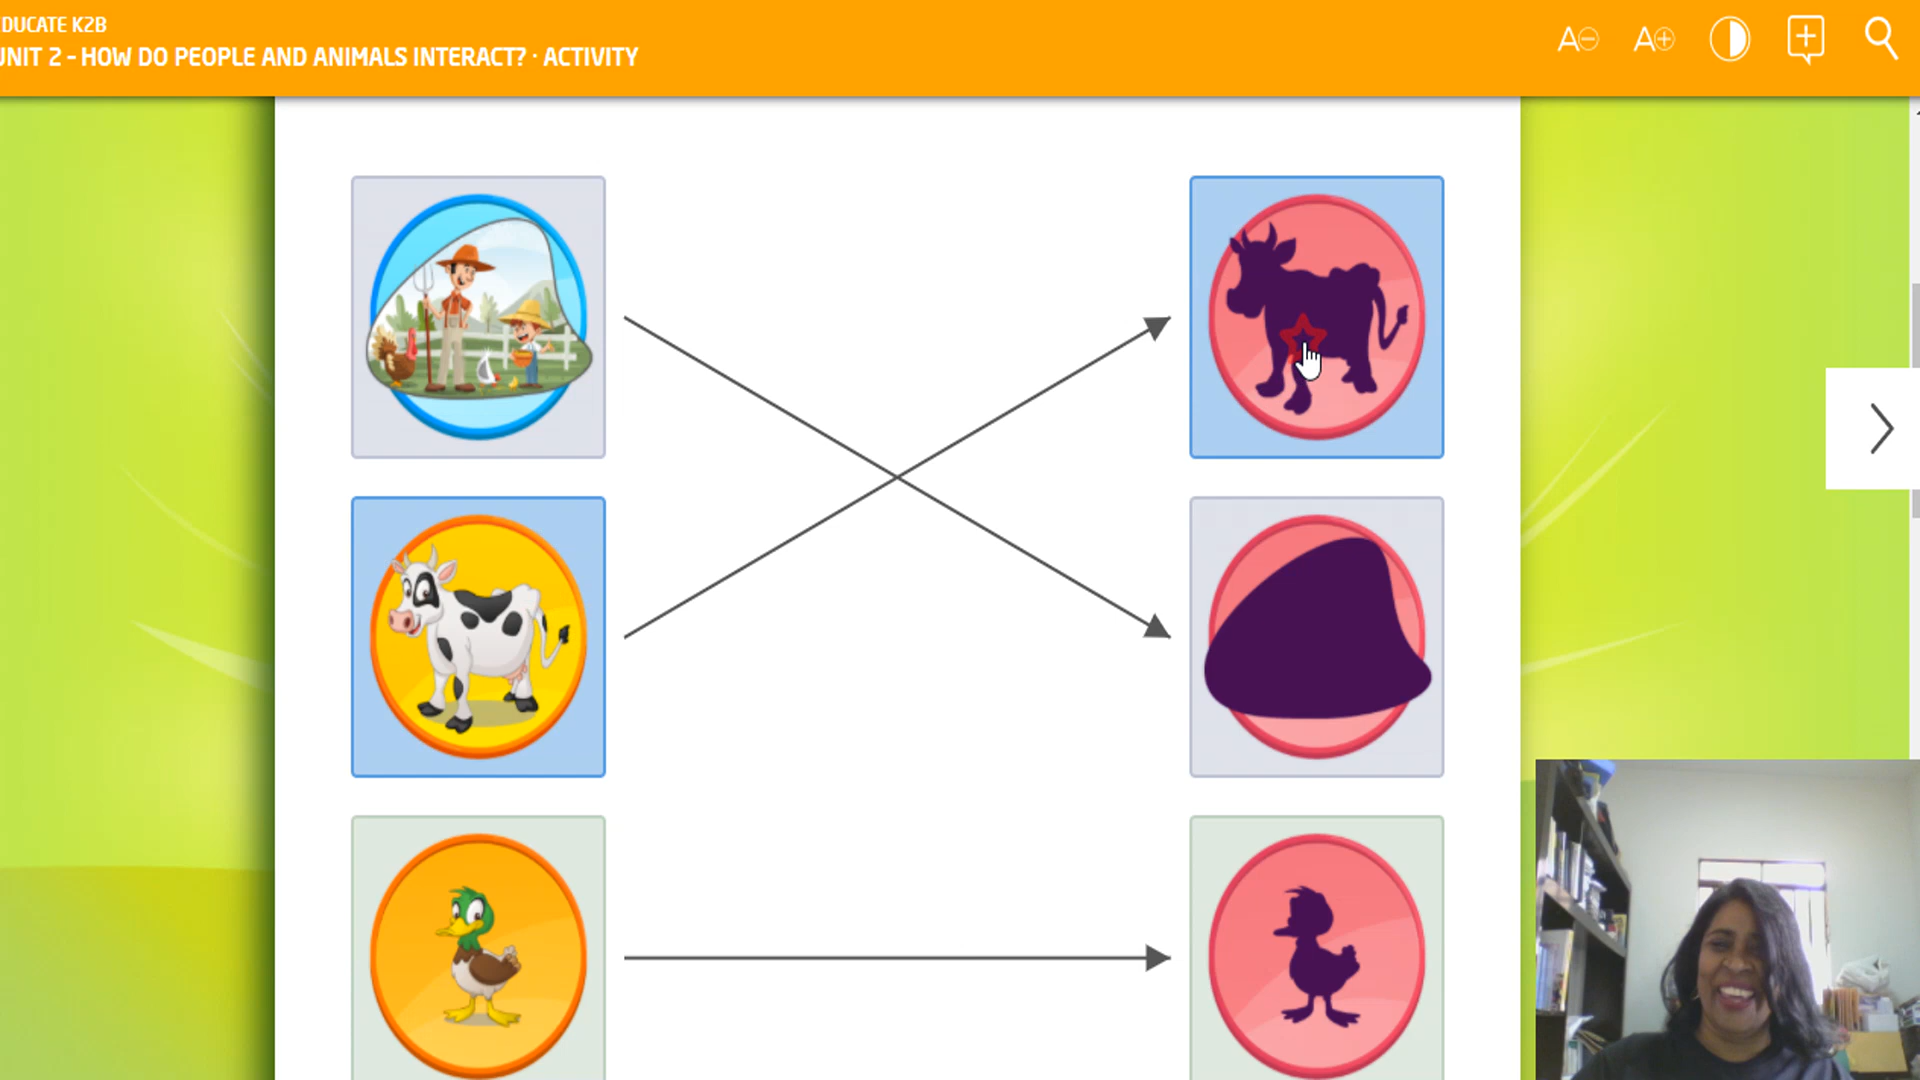 DUCATE K2B
UNIT 2 - HOW DO PEOPLE AND ANIMALS INTERACT? · ACTIVITY
A
A